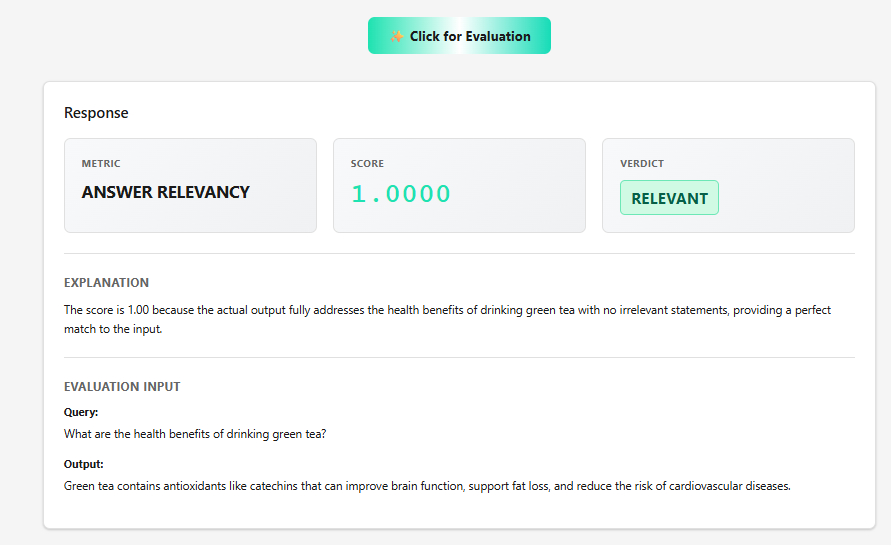 ✨ Click for Evaluation
Response
METRIC
ANSWER RELEVANCY
SCORE
1.0000
VERDICT
RELEVANT
EXPLANATION
The score is 1.00 because the actual output fully addresses the health benefits of drinking green tea with no irrelevant statements, providing a perfect
match to the input.
EVALUATION INPUT
Query:
What are the health benefits of drinking green tea?
Output:
Green tea contains antioxidants like catechins that can improve brain function, support fat loss, and reduce the risk of cardiovascular diseases.